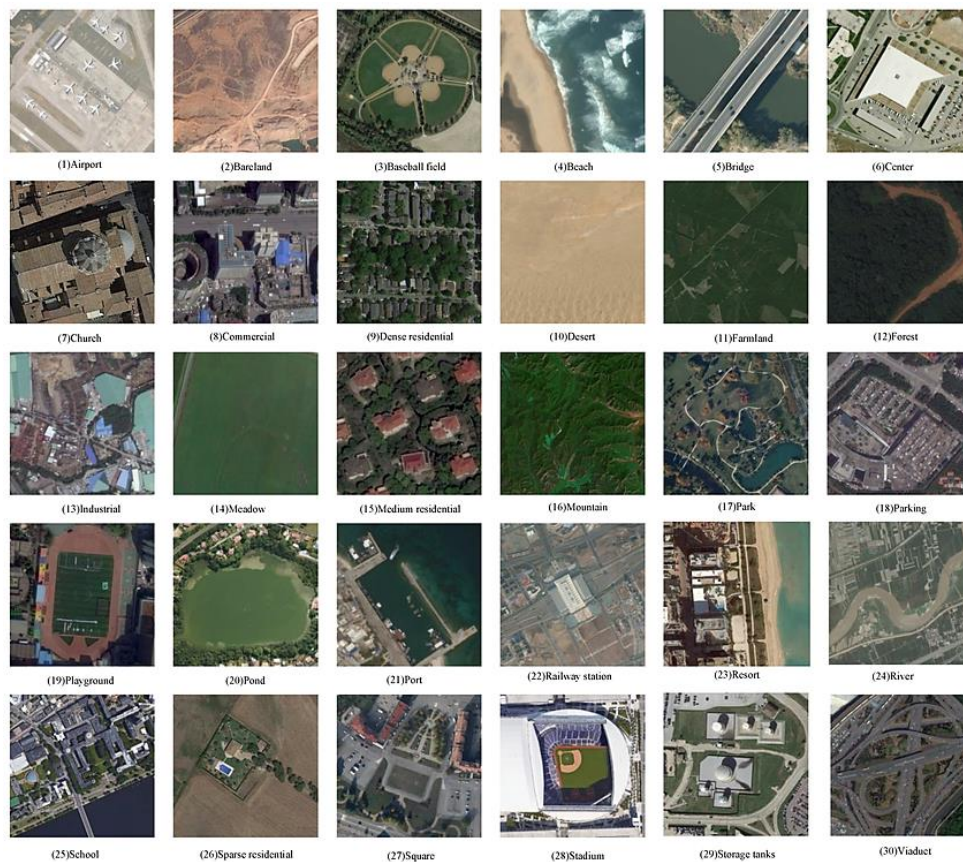 (1)Airport
(2)Bareland
(3)Baseball field
(4)Beach
(5)Bridge
(6)Center
(7)Church
(8)Commercial
(9)Dense residential
(10)Desert
(11)Farmland
(12)Forest
(13)Industrial
(14)Meadow
(15)Medium residential
(16)Mountain
(17)Park
(18)Parking
(19)Playground
(20)Pond
(21)Port
(22)Railway station
(23)Resort
(24)River
(25)School
(26)Sparse residential
(27)Square
(28)Stadium
(29)Storage tanks
(30)Viaduct